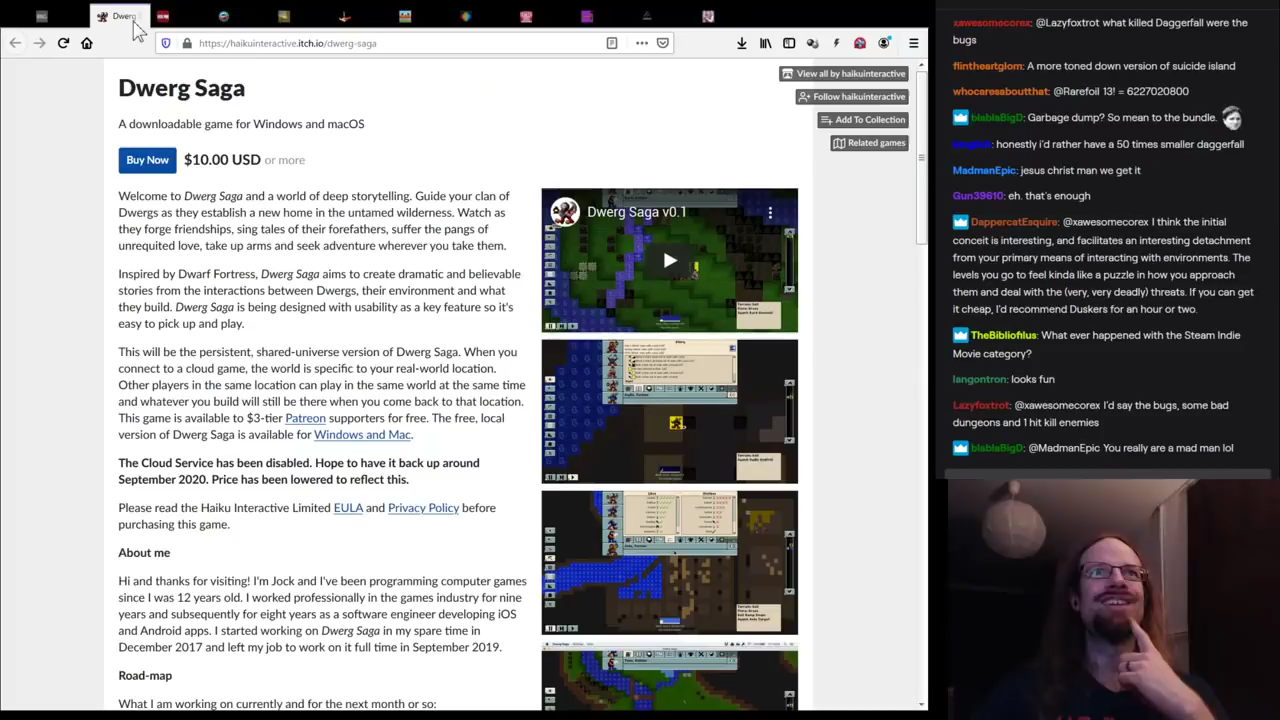 Dwerg
https://haikuinteractive.itch.io/dwerg-saga
Dwerg Saga
A downloadable game for Windows and macOS
Buy Now $10.00 USD or more
Welcome to Dwerg Saga and a world of deep storytelling. Guide your clan of
Dwergs as they establish a new home in the untamed wilderness. Watch as
they forge friendships, sing tales of their forefathers, suffer the pangs of
unrequited love, take up arms and seek adventure wherever you take them.
Inspired by Dwarf Fortress, Dwerg Saga aims to create dramatic and believable
stories from the interactions between Dwergs, their environment and what
they build. Dwerg Saga is being designed with usability as a key feature so it's
easy to pick up and play.
This will be the persistent, shared-universe version of Dwerg Saga. When you
connect to a cloud game, the world is specific to your real-world location.
Other players in the same location can play in the same world at the same time
and whatever you build will still be there when you come back to that location.
This game is available to $3-tier Patreon supporters for free. The free, local
version of Dwerg Saga is available for Windows and Mac.
The Cloud Service has been disabled. Hope to have it back up around
September 2020. Price has been lowered to reflect this.
Please read the Haiku Interactive Limited EULA and Privacy Policy before
purchasing this game.
About me
Hi and thanks for visiting! I'm Jock and I've been programming computer games
since I was 12 years old. I worked professionally in the games industry for nine
years and subsequently for eight years as a software engineer developing iOS
and Android apps. I started working on Dwerg Saga in my spare time in
December 2017 and left my job to work on it full time in September 2019.
Road-map
What I am working on currently and for the next month or so:
View all by haikuinteractive
Follow haikuinteractive
Add To Collection
Related games
Dwerg Saga v0.1
xawesomecorex: @Lazyfoxtrot what killed Daggerfall were the
bugs
flintheartglom: A more toned down version of suicide island
whocaresaboutthat: @Rarefoil 13! = 6227020800
blablaBigD: Garbage dump? So mean to the bundle.
honestly i'd rather have a 50 times smaller daggerfall
MadmanEpic: jesus christ man we get it
Gun39610: eh. that's enough
DappercatEsquire: @xawesomecorex I think the initial
conceit is interesting, and facilitates an interesting detachment
from your primary means of interacting with environments. The
levels you go to feel kinda like a puzzle in how you approach
them and deal with the (very, very deadly) threats. If you can get
it cheap, I'd recommend Duskers for an hour or two.
TheBibliofilus: What ever happened with the Steam Indie
Movie category?
langontron: looks fun
Lazyfoxtrot: @xawesomecorex I'd say the bugs, some bad
dungeons and 1 hit kill enemies
blablaBigD: @MadmanEpic You really are a madman lol